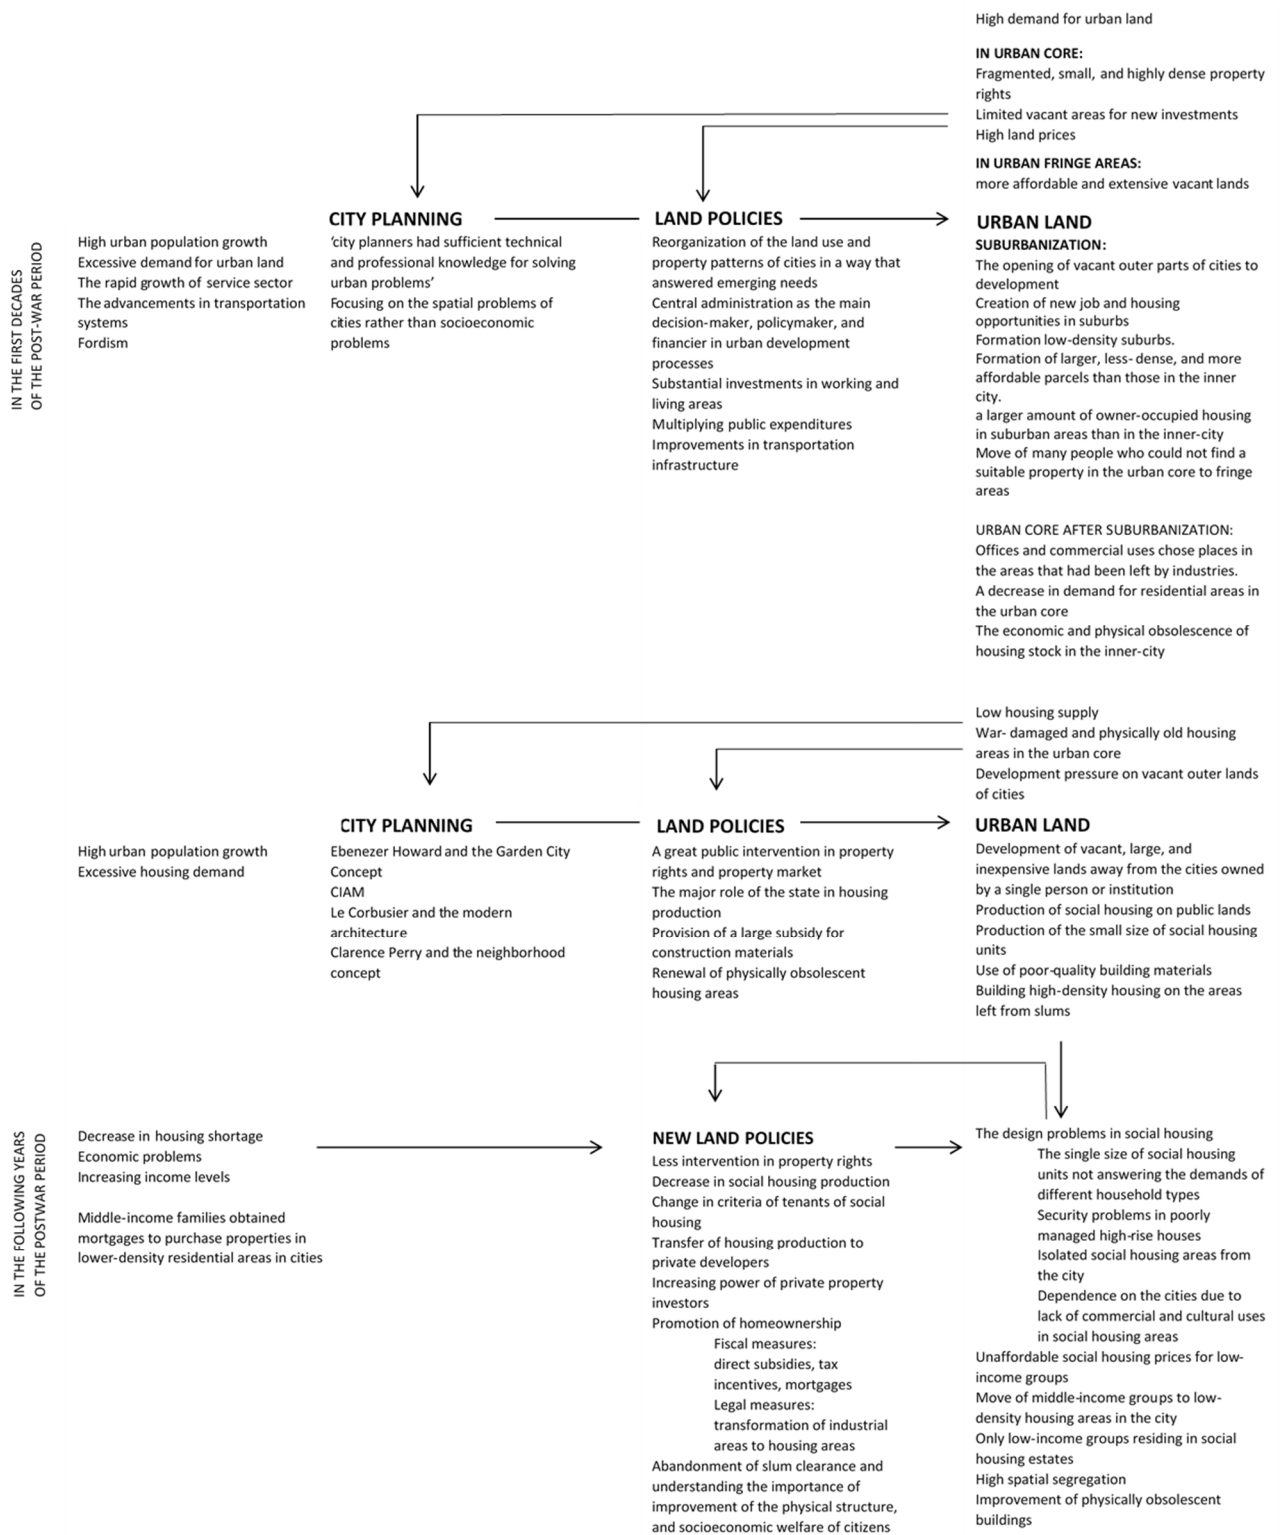 High demand for urban land
IN URBAN CORE:
Fragmented, small, and highly dense property
rights
Limited vacant areas for new investments
High land prices
IN URBAN FRINGE AREAS:
more affordable and extensive vacant lands
IN THE FIRST DECADES
OF THE POST-WAR PERIOD
High urban population growth
Excessive demand for urban land
The rapid growth of service sector
The advancements in transportation
systems
Fordism
CITY PLANNING
‘city planners had sufficient technical
and professional knowledge for solving
urban problems’
Focusing on the spatial problems of
cities rather than socioeconomic
problems
LAND POLICIES
Reorganization of the land use and
property patterns of cities in a way that
answered emerging needs
Central administration as the main
decision-maker, policymaker, and
financier in urban development
processes
Substantial investments in working and
living areas
Multiplying public expenditures
Improvements in transportation
infrastructure
URBAN LAND
SUBURBANIZATION:
The opening of vacant outer parts of cities to
development
Creation of new job and housing
opportunities in suburbs
Formation low-density suburbs.
Formation of larger, less- dense, and more
affordable parcels than those in the inner
city.
a larger amount of owner-occupied housing
in suburban areas than in the inner-city
Move of many people who could not find a
suitable property in the urban core to fringe
areas
URBAN CORE AFTER SUBURBANIZATION:
Offices and commercial uses chose places in
the areas that had been left by industries.
A decrease in demand for residential areas in
the urban core
The economic and physical obsolescence of
housing stock in the inner-city
Low housing supply
War- damaged and physically old housing
areas in the urban core
Development pressure on vacant outer lands
of cities
High urban population growth
Excessive housing demand
CITY PLANNING
Ebenezer Howard and the Garden City
Concept
CIAM
Le Corbusier and the modern
architecture
Clarence Perry and the neighborhood
concept
LAND POLICIES
A great public intervention in property
rights and property market
The major role of the state in housing
production
Provision of a large subsidy for
construction materials
Renewal of physically obsolescent
housing areas
URBAN LAND
Development of vacant, large, and
inexpensive lands away from the cities owned
by a single person or institution
Production of social housing on public lands
Production of the small size of social housing
units
Use of poor-quality building materials
Building high-density housing on the areas
left from slums
IN THE FOLLOWING YEARS
OF THE POSTWAR PERIOD
Decrease in housing shortage
Economic problems
Increasing income levels
Middle-income families obtained
mortgages to purchase properties in
lower-density residential areas in cities
NEW LAND POLICIES
Less intervention in property rights
Decrease in social housing production
Change in criteria of tenants of social
housing
Transfer of housing production to
private developers
Increasing power of private property
investors
Promotion of homeownership
Fiscal measures:
direct subsidies, tax
incentives, mortgages
Legal measures:
transformation of industrial
areas to housing areas
Abandonment of slum clearance and
understanding the importance of
improvement of the physical structure,
and socioeconomic welfare of citizens
The design problems in social housing
The single size of social housing
units not answering the demands of
different household types
Security problems in poorly
managed high-rise houses
Isolated social housing areas from
the city
Dependence on the cities due to
lack of commercial and cultural uses
in social housing areas
Unaffordable social housing prices for low-
income groups
Move of middle-income groups to low-
density housing areas in the city
Only low-income groups residing in social
housing estates
High spatial segregation
Improvement of physically obsolescent
buildings